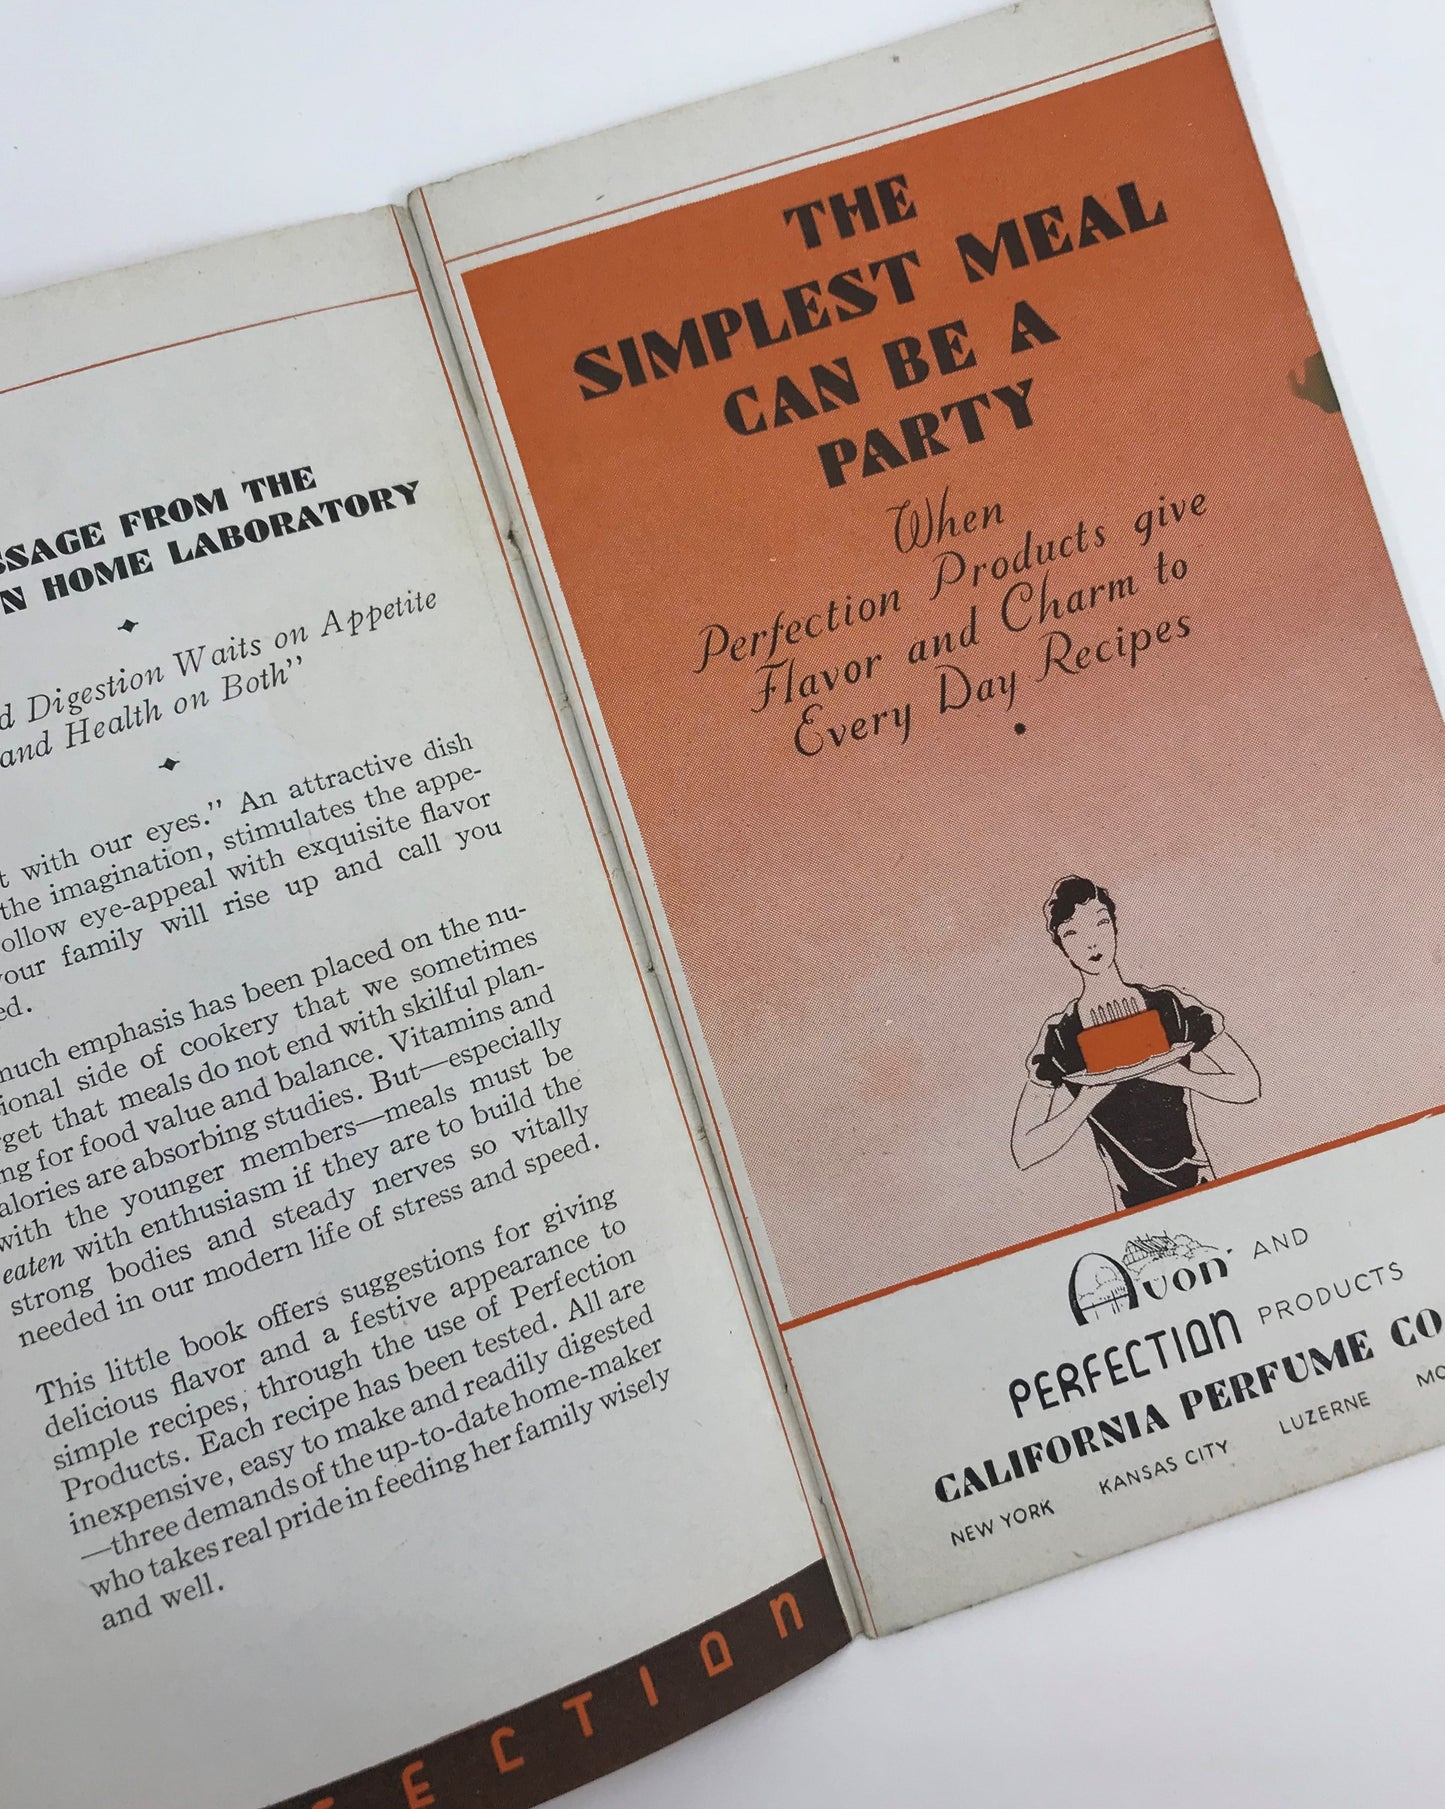 FROM THE
HOME LABORATORY
Digestion Waits on Appetite
and Health on Both"
with our eyes." An attractive dish
the imagination, stimulates the appe-
eye-appeal with exquisite flavor
family will rise up and call you
much emphasis has been placed on the nu-
side of cookery that we sometimes
that meals do not end with skilful plan-
for food value and balance. Vitamins and
are absorbing studies. But—especially
with the younger members—meals must be
eaten with enthusiasm if they are to build the
strong bodies and steady nerves so vitally
needed in our modern life of stress and speed.
This little book offers suggestions for giving
delicious flavor and a festive appearance to
simple recipes, through the use of Perfection
Products. Each recipe has been tested. All are
inexpensive, easy to make and readily digested
—three demands of the up-to-date home-maker
who takes real pride in feeding her family wisely
and well.
ECTION
THE
SIMPLEST MEAL
CAN BE A
PARTY
When
Perfection Products give
Flavor and Charm to
Every Day Recipes
Avon AND
PERFECTION PRODUCTS
CALIFORNIA PERFUME CO
NEW YORK KANSAS CITY LUZERNE